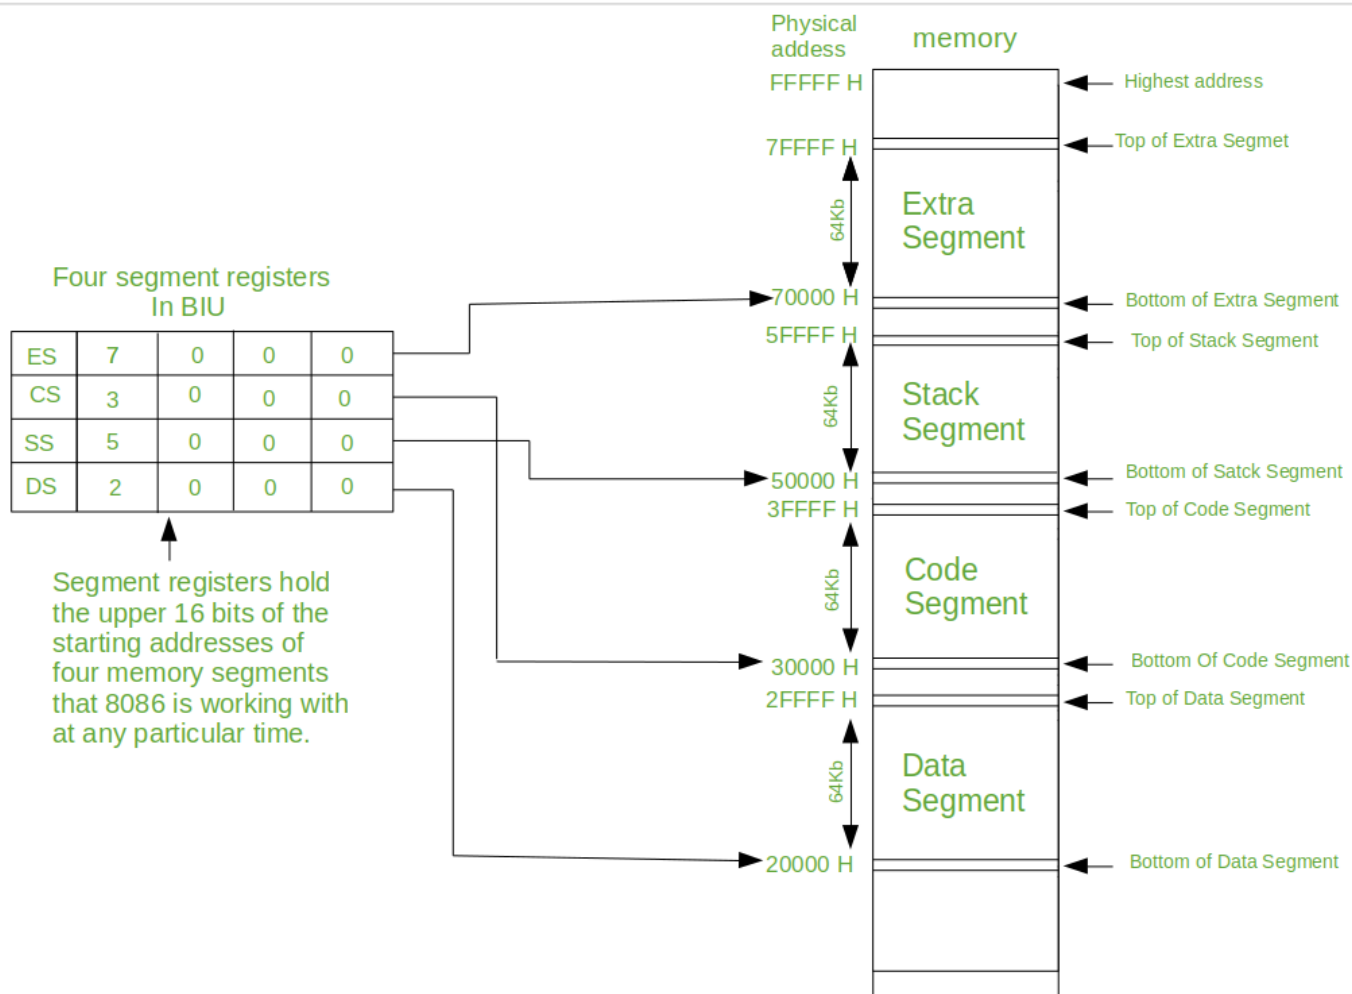 Physical
addess
memory
FFFFF H
Highest address
7FFFF H
Top of Extra Segmet
64Kb
Extra
Segment
70000 H
Bottom of Extra Segment
5FFFF H
Top of Stack Segment
64Kb
Stack
Segment
50000 H
Bottom of Satck Segment
3FFFF H
Top of Code Segment
64Kb
Code
Segment
30000 H
Bottom Of Code Segment
2FFFF H
Top of Data Segment
64Kb
Data
Segment
20000 H
Bottom of Data Segment
Four segment registers
In BIU
ES 7 0 0 0
CS 3 0 0 0
SS 5 0 0 0
DS 2 0 0 0
Segment registers hold
the upper 16 bits of the
starting addresses of
four memory segments
that 8086 is working with
at any particular time.